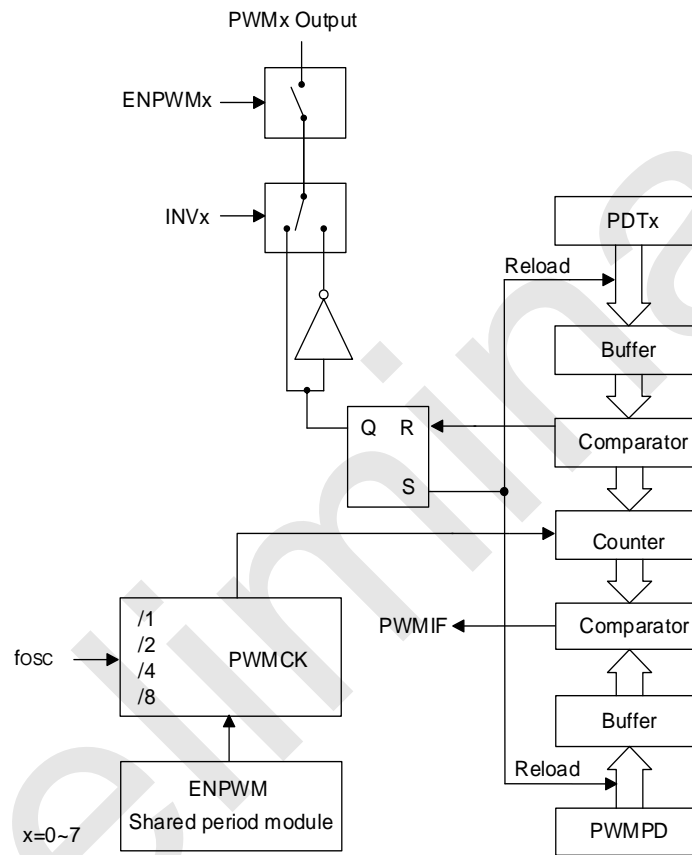 PWMx Output
ENPWMx
INVx
PDTx
Reload
Buffer
Q R
S
Comparator
Counter
/1
/2
/4
/8
PWMCK
fosc
PWMIF
Comparator
Buffer
Reload
ENPWM
Shared period module
PWMPD
x=0~7
elimina